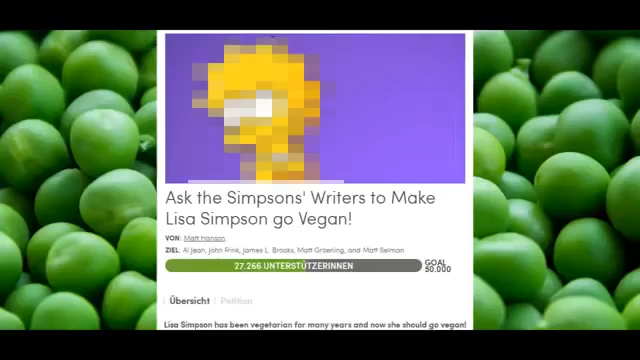 Ask the Simpsons' Writers to Make
Lisa Simpson go Vegan!
VON: Matt Hanson
ZIEL: Al Jean, John Frink, James L. Brooks, Matt Groening, and Matt Selman
27.266 UNTERSTÜTZERINNEN
GOAL
50.000
Übersicht | Petition
Lisa Simpson has been vegetarian for many years and now she should go vegan!